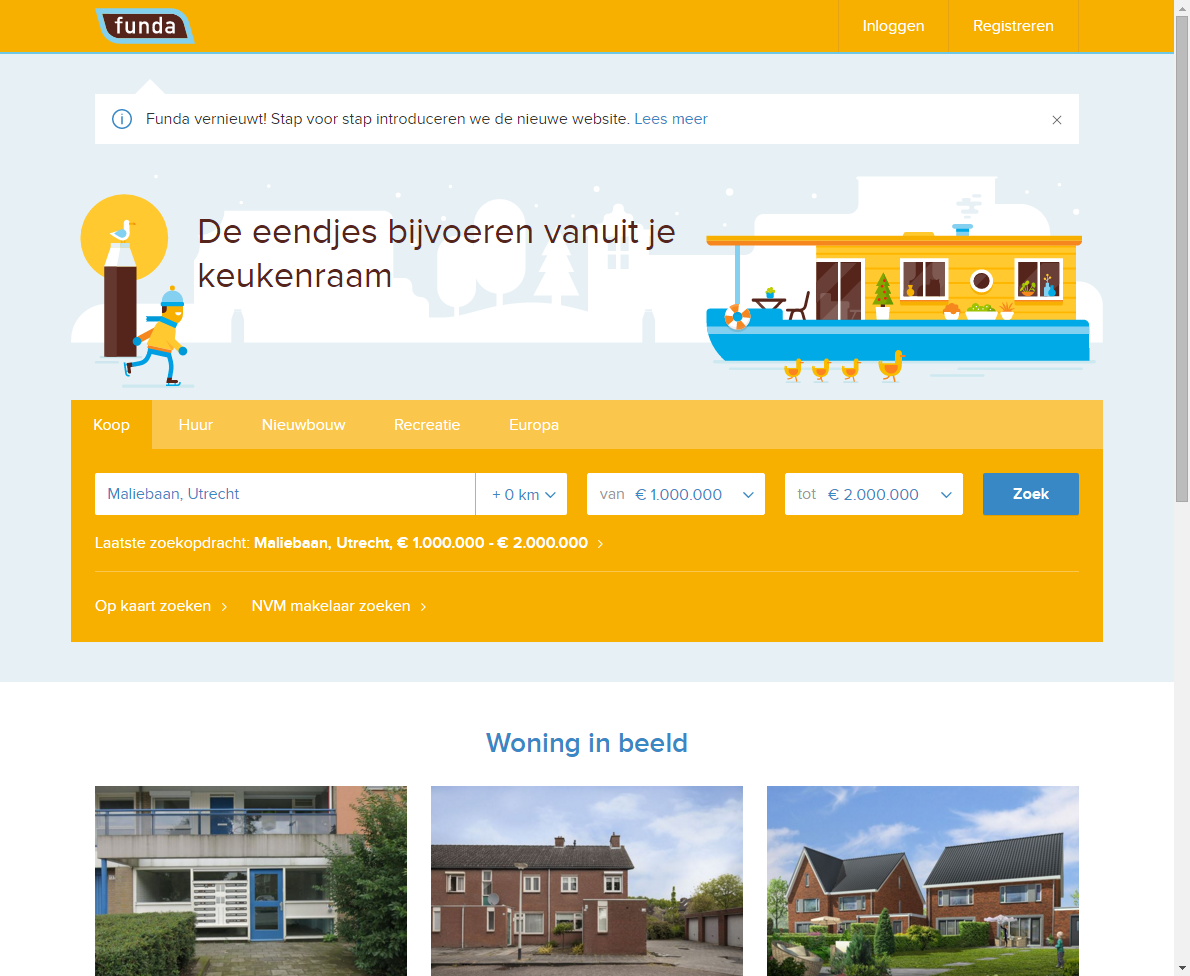 funda
Inloggen
Registreren
Funda vernieuwt! Stap voor stap introduceren we de nieuwe website. Lees meer
De eendjes bijvoeren vanuit je
keukenraam
Koop
Huur
Nieuwbouw
Recreatie
Europa
Maliebaan, Utrecht
+ 0 km
van € 1.000.000
tot € 2.000.000
Zoek
Laatste zoekopdracht: Maliebaan, Utrecht, € 1.000.000 - € 2.000.000
Op kaart zoeken
NVM makelaar zoeken
Woning in beeld